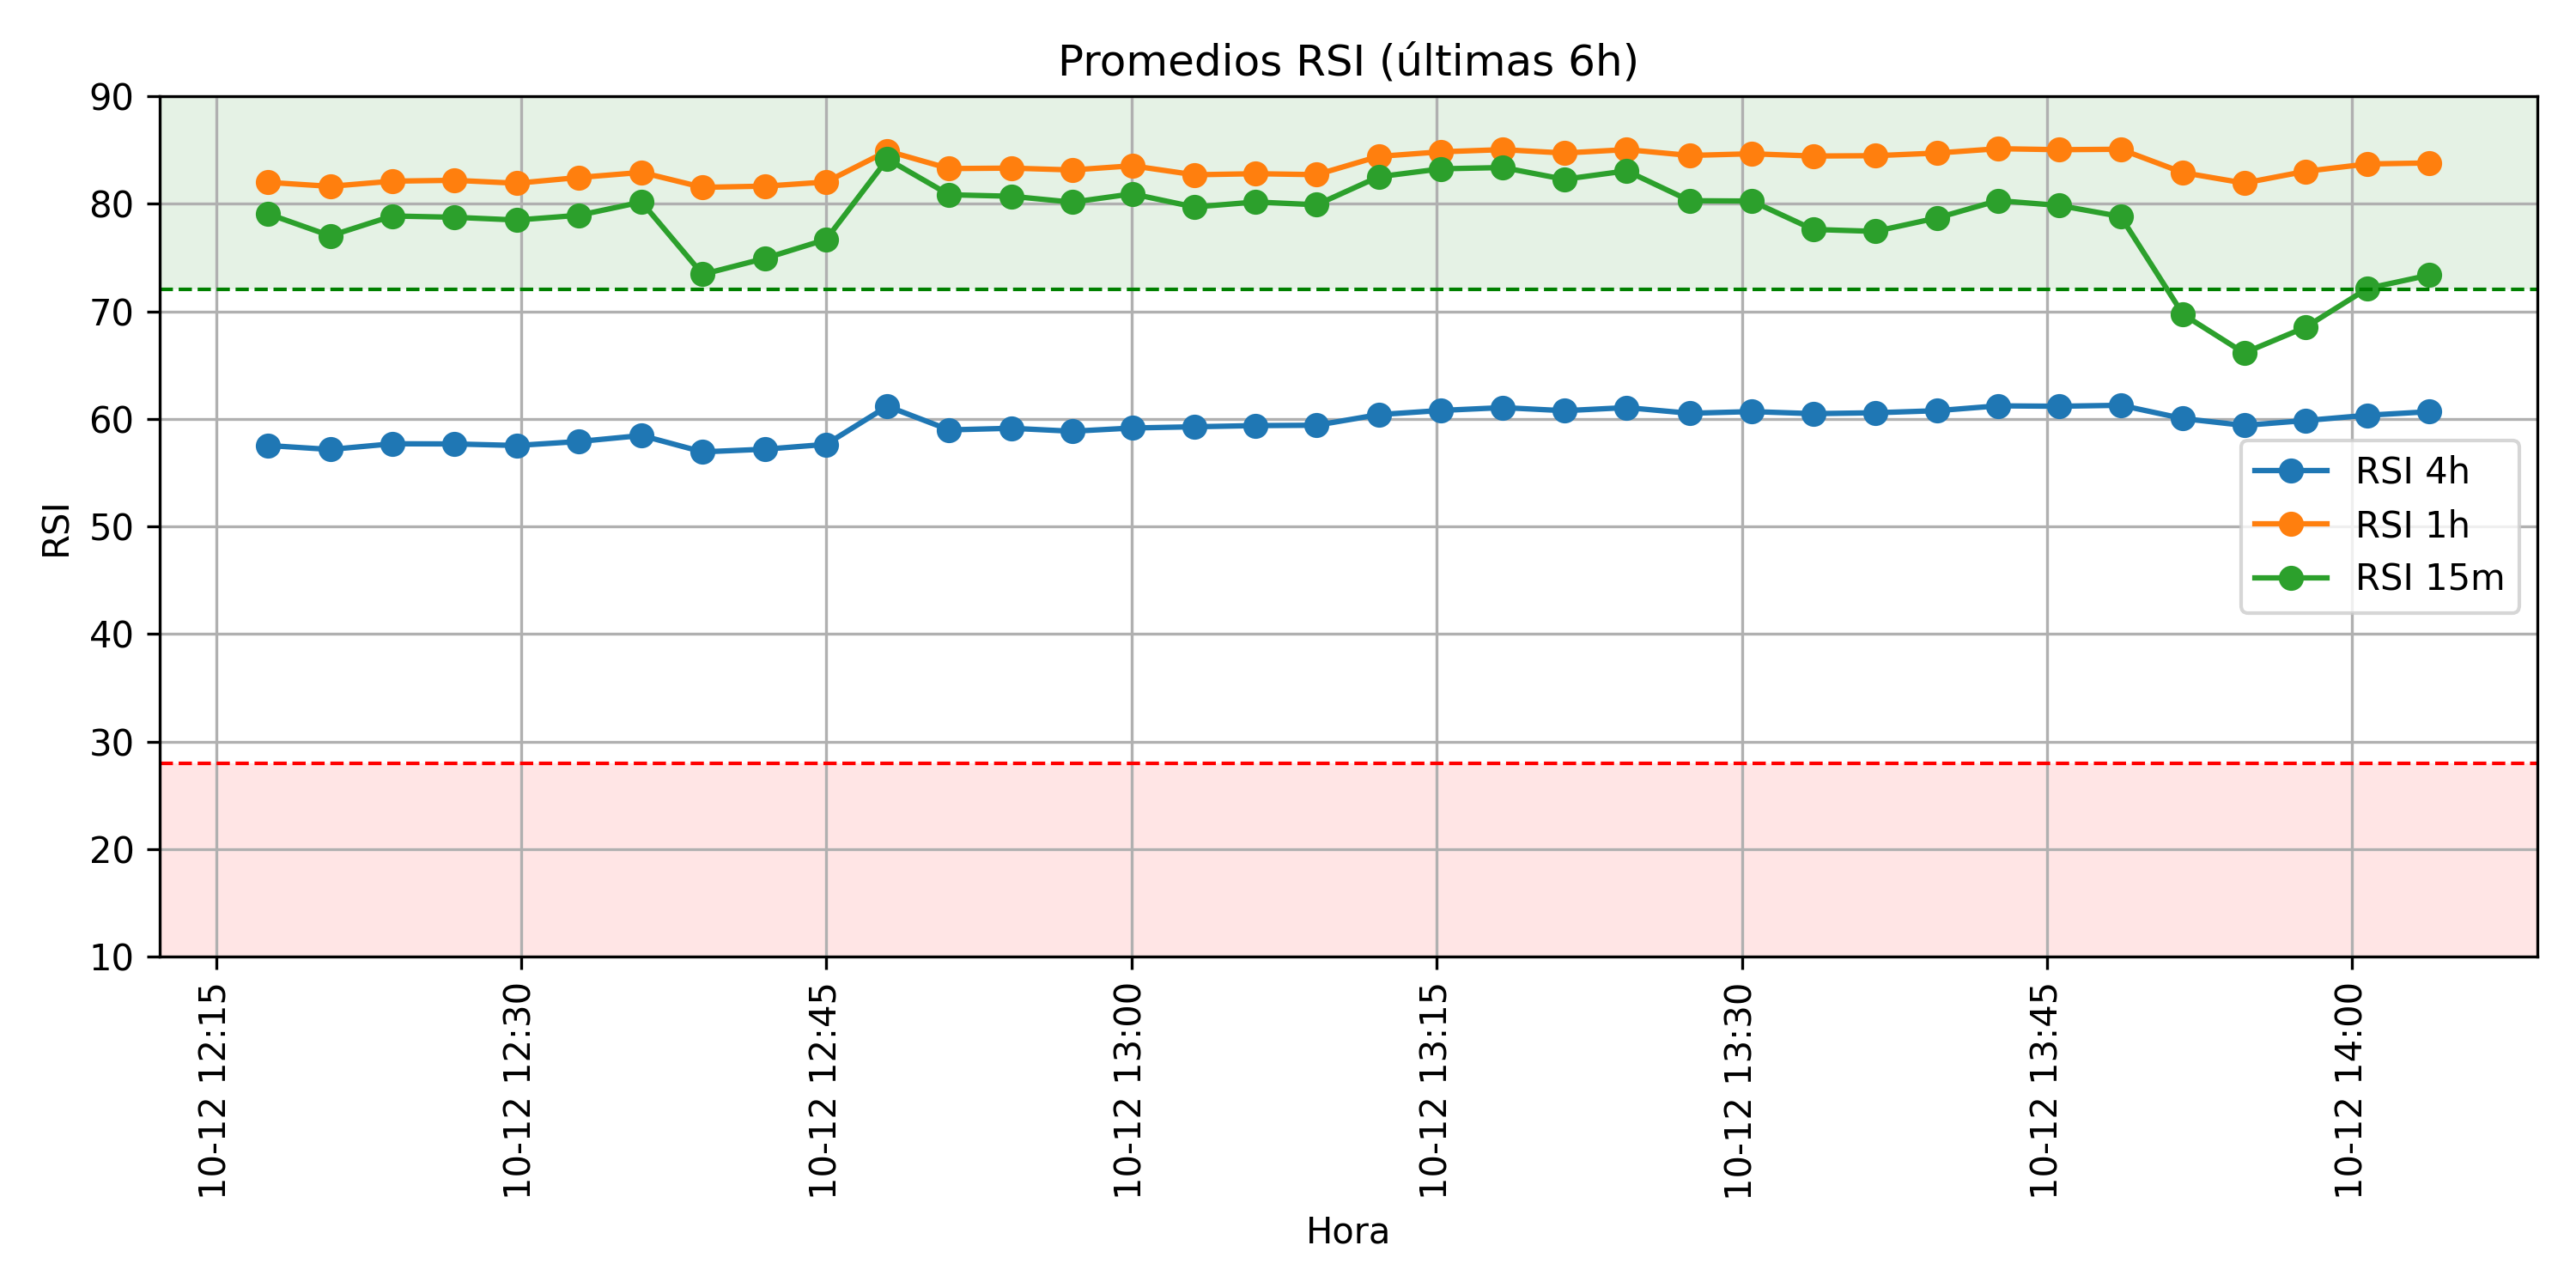 Promedios RSI (últimas 6h)
90
80
70
60
50
40
30
20
10
RSI
RSI 4h
RSI 1h
RSI 15m
10-12 12:15
10-12 12:30
10-12 12:45
10-12 13:00
10-12 13:15
10-12 13:30
10-12 13:45
10-12 14:00
Hora